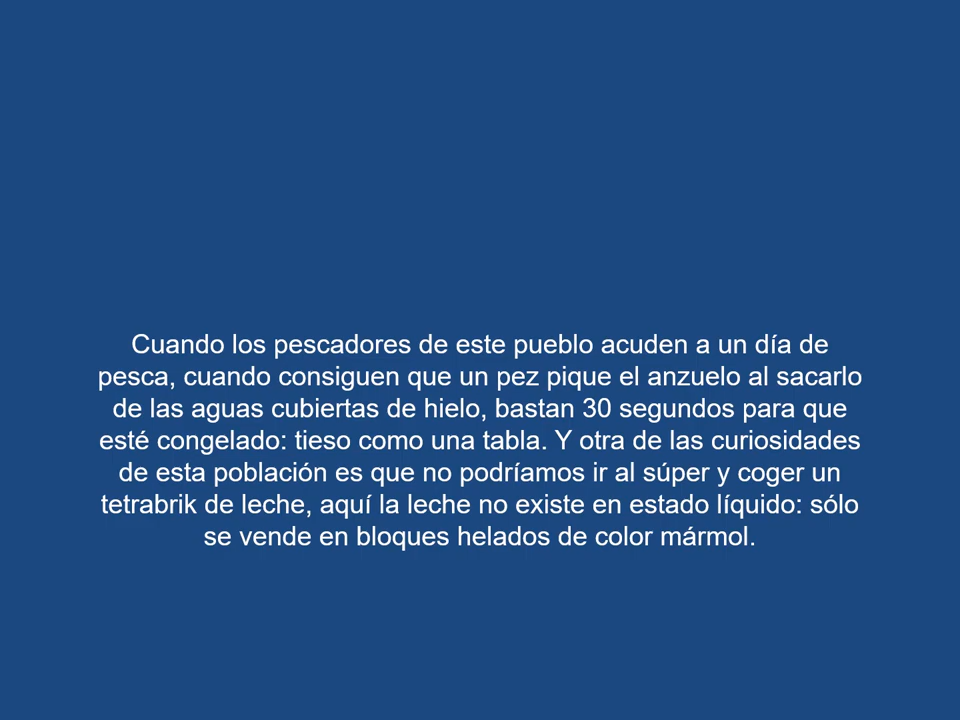 Cuando los pescadores de este pueblo acuden a un día de
pesca, cuando consiguen que un pez pique el anzuelo al sacarlo
de las aguas cubiertas de hielo, bastan 30 segundos para que
esté congelado: tieso como una tabla. Y otra de las curiosidades
de esta población es que no podríamos ir al súper y coger un
tetrabrik de leche, aquí la leche no existe en estado líquido: sólo
se vende en bloques helados de color mármol.